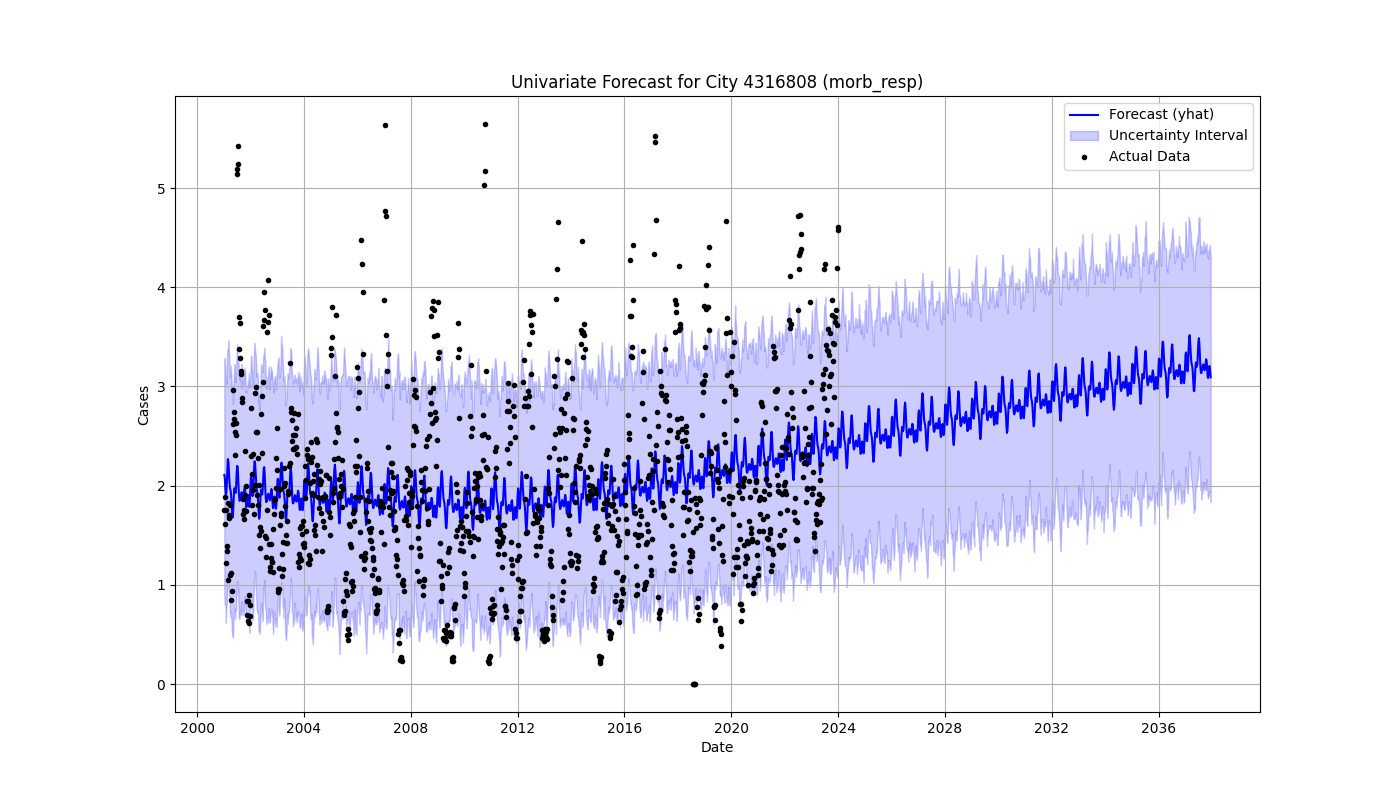 Univariate Forecast for City 4316808 (morb_resp)
Forecast (yhat)
Uncertainty Interval
Actual Data
Cases
5
4
3
2
1
0
2000 2004 2008 2012 2016 2020 2024 2028 2032 2036
Date